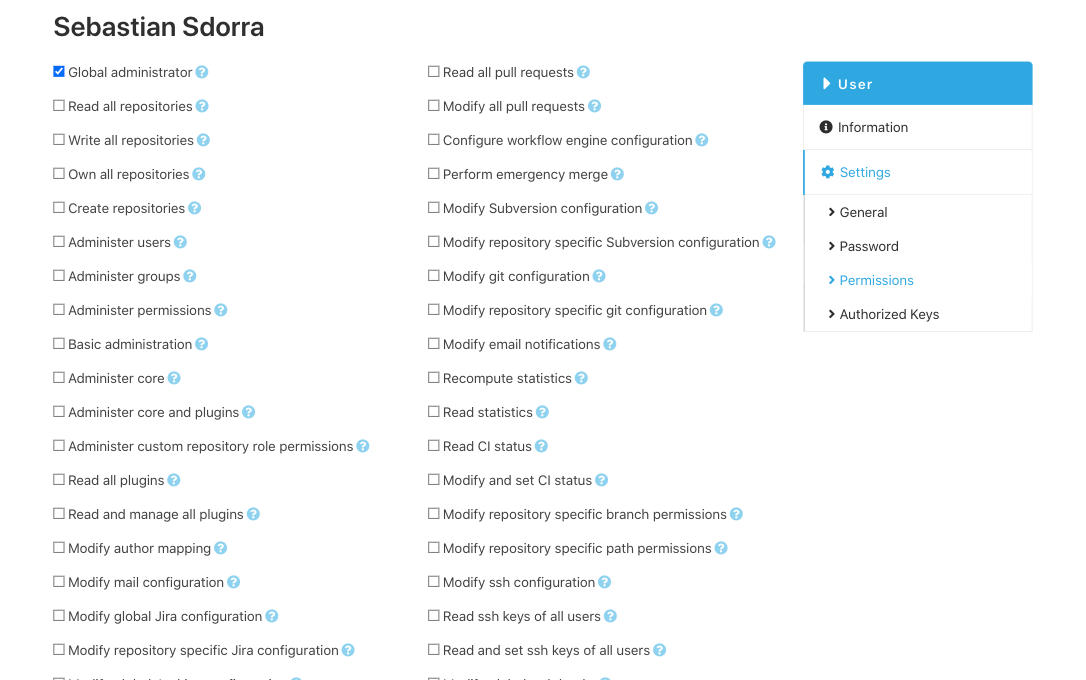 Sebastian Sdorra
Global administrator
Read all repositories
Write all repositories
Own all repositories
Create repositories
Administer users
Administer groups
Administer permissions
Basic administration
Administer core
Administer core and plugins
Administer custom repository role permissions
Read all plugins
Read and manage all plugins
Modify author mapping
Modify mail configuration
Modify global Jira configuration
Modify repository specific Jira configuration
Read all pull requests
Modify all pull requests
Configure workflow engine configuration
Perform emergency merge
Modify Subversion configuration
Modify repository specific Subversion configuration
Modify git configuration
Modify repository specific git configuration
Modify email notifications
Recompute statistics
Read statistics
Read CI status
Modify and set CI status
Modify repository specific branch permissions
Modify repository specific path permissions
Modify ssh configuration
Read ssh keys of all users
Read and set ssh keys of all users
User
Information
Settings
General
Password
Permissions
Authorized Keys